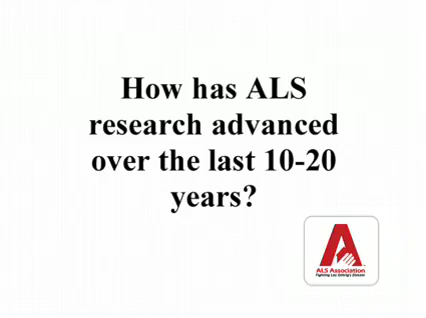 How has ALS
research advanced
over the last 10-20
years?
ALS Association
Fighting Lou Gehrig's Disease